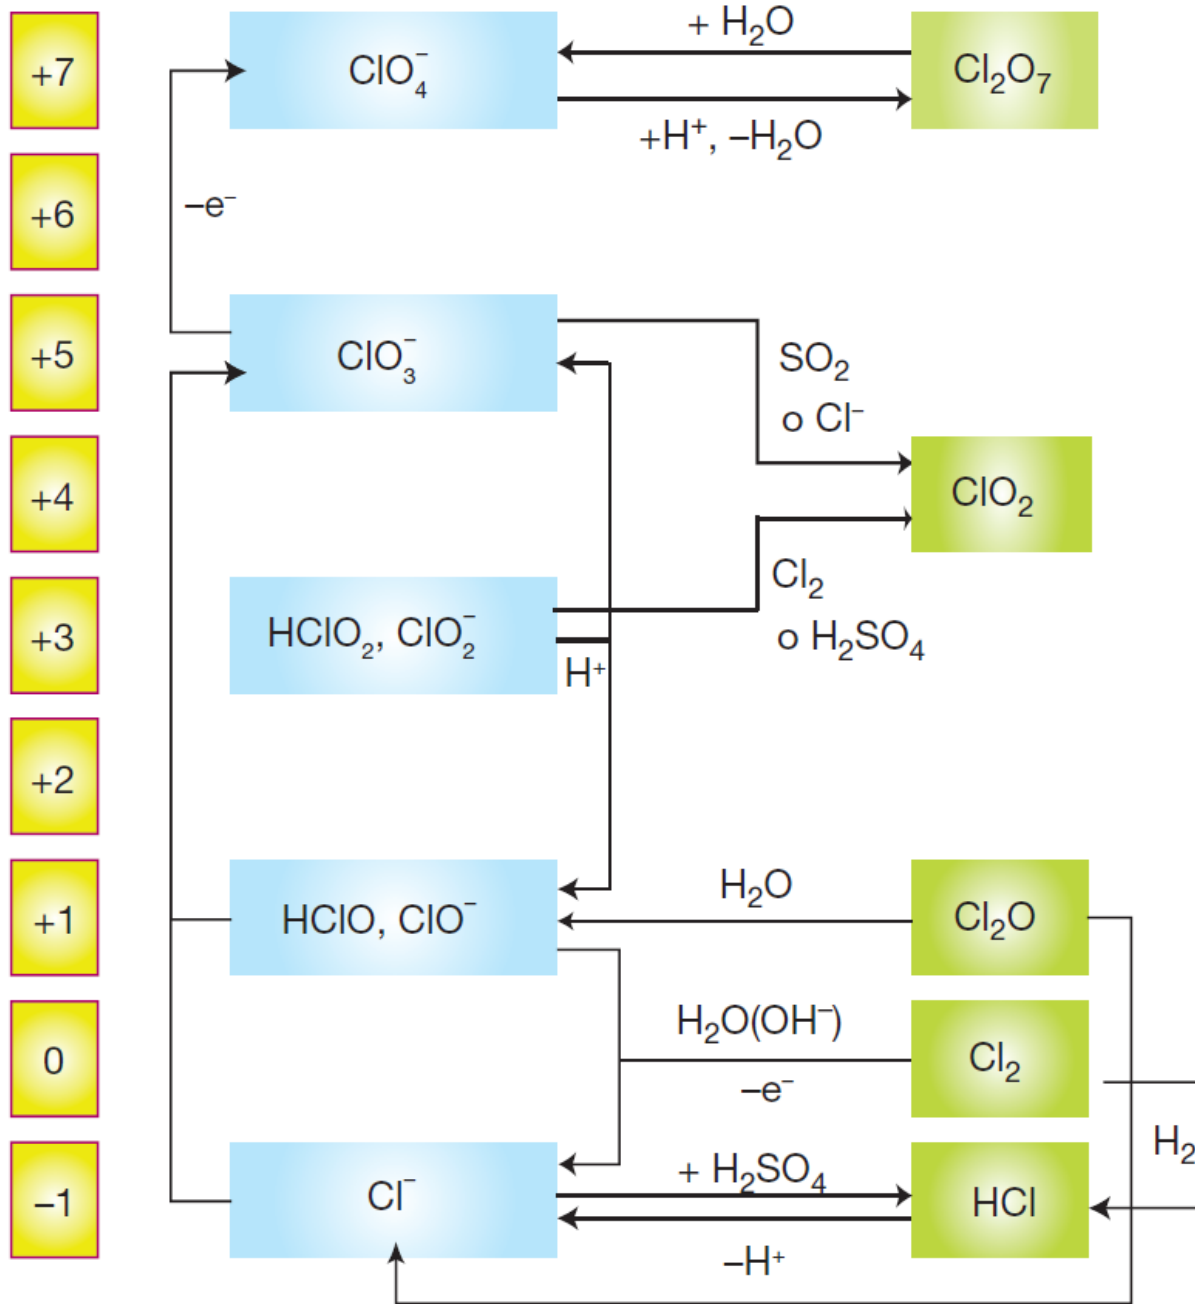 +7
ClO₄⁻
+ H₂O
+H⁺, –H₂O
Cl₂O₇
+6
–e⁻
+5
ClO₃⁻
SO₂
o Cl⁻
+4
ClO₂
+3
HClO₂, ClO₂⁻
H⁺
Cl₂
o H₂SO₄
+2
+1
HClO, ClO⁻
H₂O
Cl₂O
0
H₂O(OH⁻)
–e⁻
Cl₂
–1
Cl⁻
+ H₂SO₄
–H⁺
HCl
H₂